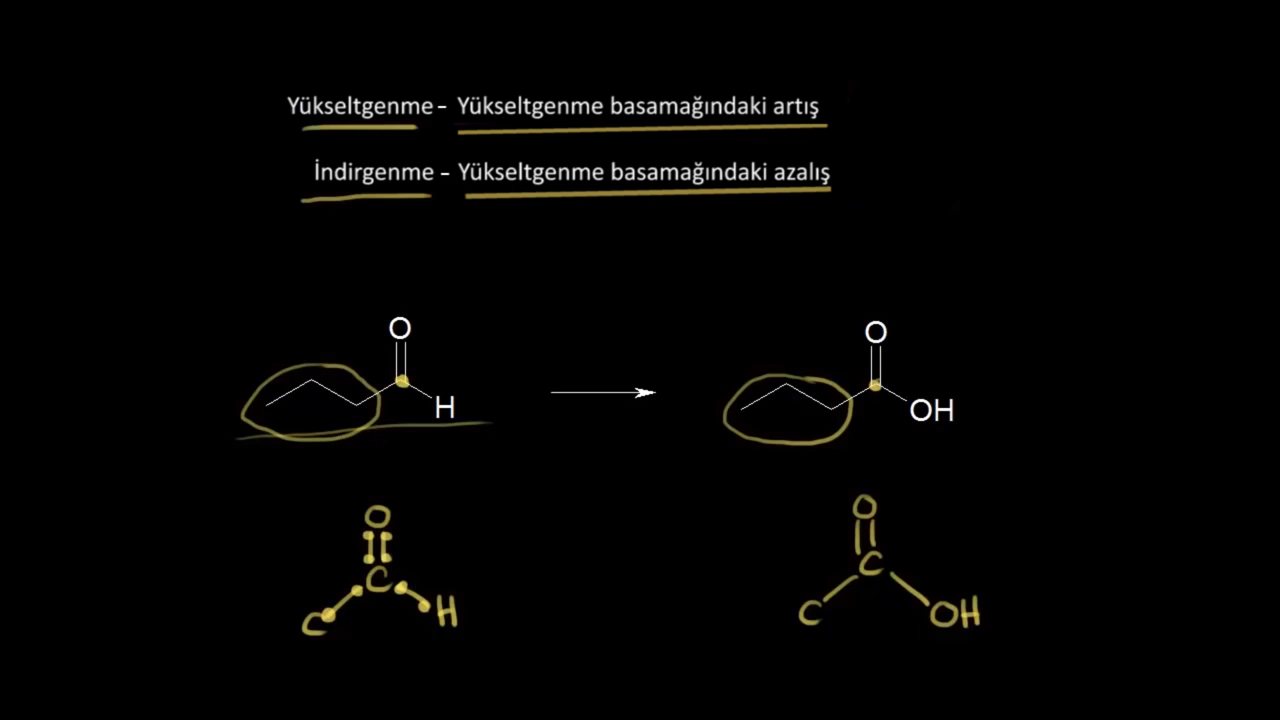 Yükseltgenme - Yükseltgenme basamağındaki artış
İndirgenme - Yükseltgenme basamağındaki azalış
O
H
O
OH
O
C
C
H
O
C
C
OH